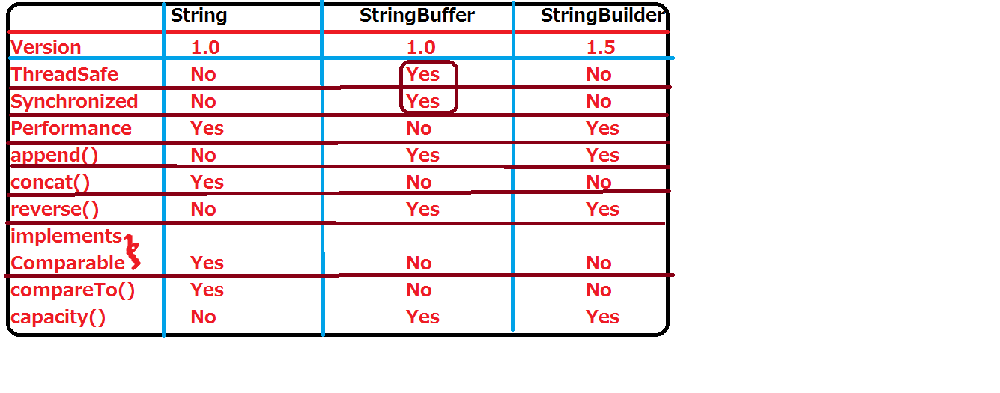 String StringBuffer StringBuilder
Version 1.0 1.0 1.5
ThreadSafe No Yes No
Synchronized No Yes No
Performance Yes No Yes
append() No Yes Yes
concat() Yes No No
reverse() No Yes Yes
implements
Comparable Yes No No
compareTo() Yes No No
capacity() No Yes Yes